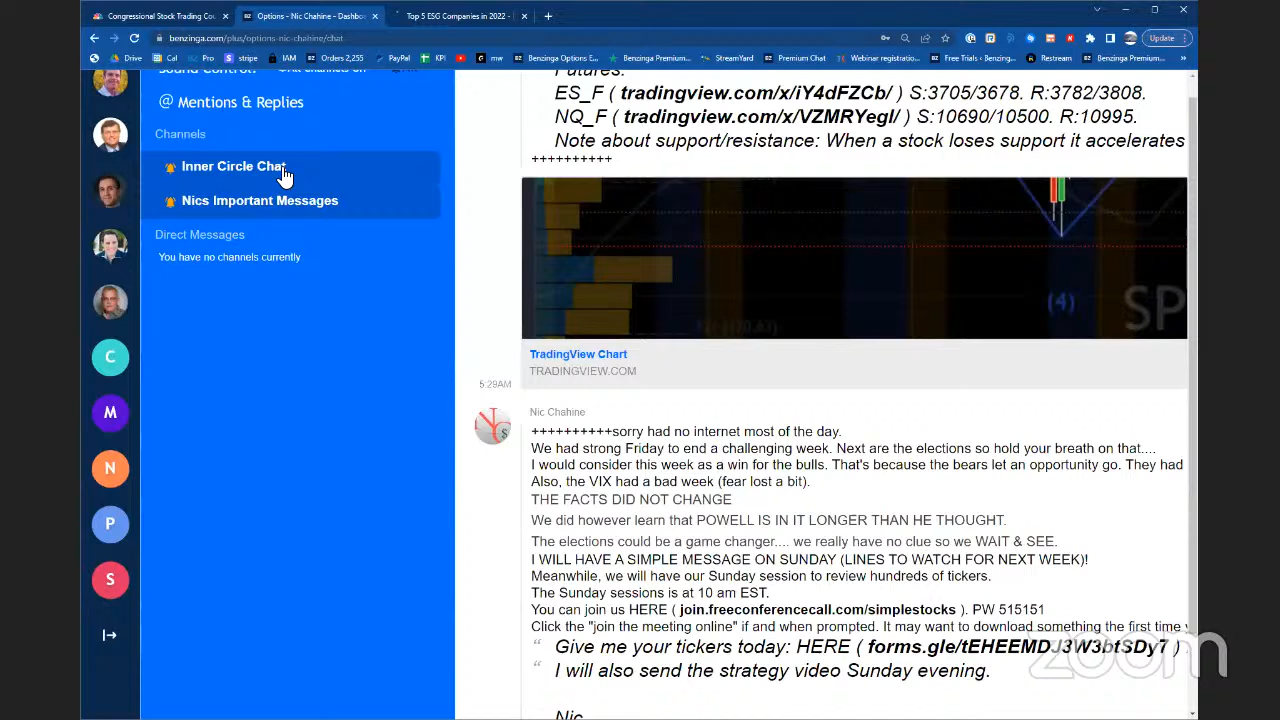 Congressional Stock Trading Cou
Options - Nic Chahine - Dashbo
Top 5 ESG Companies in 2022 -
benzinga.com/plus/options-nic-chahine/chat
Update
Drive
Cal
Pro
stripe
IAM
Orders 2,255
PayPal
KPI
mw
Benzinga Options E...
Benzinga Premium...
StreamYard
Premium Chat
Webinar registratio...
Free Trials ‹ Benzing...
Restream
Benzinga Premium...
Sound Control:
All Channels On
@ Mentions & Replies
Channels
Inner Circle Chat
Nics Important Messages
Direct Messages
You have no channels currently
C
M
N
P
S
Futures:
ES_F ( tradingview.com/x/iY4dFZCb/ ) S:3705/3678. R:3782/3808.
NQ_F ( tradingview.com/x/VZMRYegI/ ) S:10690/10500. R:10995.
Note about support/resistance: When a stock loses support it accelerates
++++++++++
(4)
SP
TradingView Chart
TRADINGVIEW.COM
5:29AM
Nic Chahine
++++++++++sorry had no internet most of the day.
We had strong Friday to end a challenging week. Next are the elections so hold your breath on that....
I would consider this week as a win for the bulls. That's because the bears let an opportunity go. They had
Also, the VIX had a bad week (fear lost a bit).
THE FACTS DID NOT CHANGE
We did however learn that POWELL IS IN IT LONGER THAN HE THOUGHT.
The elections could be a game changer.... we really have no clue so we WAIT & SEE.
I WILL HAVE A SIMPLE MESSAGE ON SUNDAY (LINES TO WATCH FOR NEXT WEEK)!
Meanwhile, we will have our Sunday session to review hundreds of tickers.
The Sunday sessions is at 10 am EST.
You can join us HERE ( join.freeconferencecall.com/simplestocks ). PW 515151
Click the "join the meeting online" if and when prompted. It may want to download something the first time
“ Give me your tickers today: HERE ( forms.gle/tEHEEMDJ3W3btSDy7 )
“ I will also send the strategy video Sunday evening.
Nic
zoom